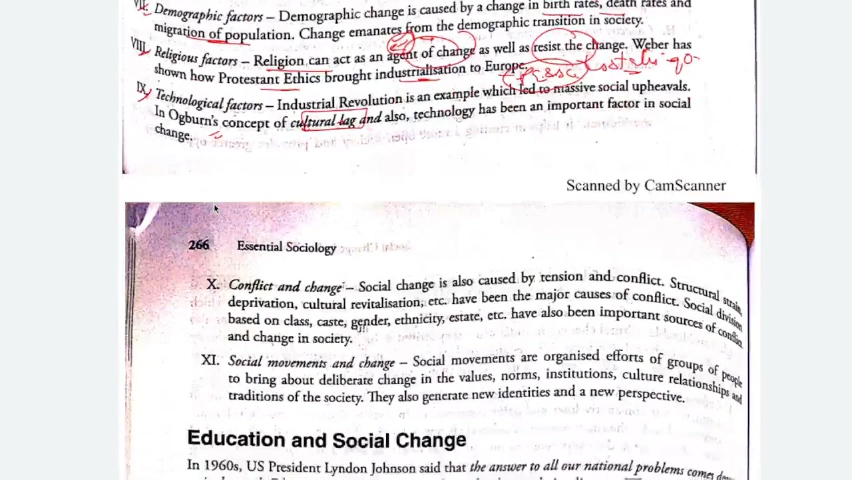 VII. Demographic factors – Demographic change is caused by a change in birth rates, death rates and
migration of population. Change emanates from the demographic transition in society.
VIII. Religious factors – Religion can act as an agent of change as well as resist the change. Weber has
shown how Protestant Ethics brought industrialisation to Europe.
IX. Technological factors – Industrial Revolution is an example which led to massive social upheavals.
In Ogburn's concept of cultural lag and also, technology has been an important factor in social
change.
Scanned by CamScanner
266 Essential Sociology
X. Conflict and change – Social change is also caused by tension and conflict. Structural strain,
deprivation, cultural revitalisation, etc. have been the major causes of conflict. Social division
based on class, caste, gender, ethnicity, estate, etc. have also been important sources of conflict
and change in society.
XI. Social movements and change – Social movements are organised efforts of groups of people
to bring about deliberate change in the values, norms, institutions, culture relationships and
traditions of the society. They also generate new identities and a new perspective.
Education and Social Change
In 1960s, US President Lyndon Johnson said that the answer to all our national problems comes